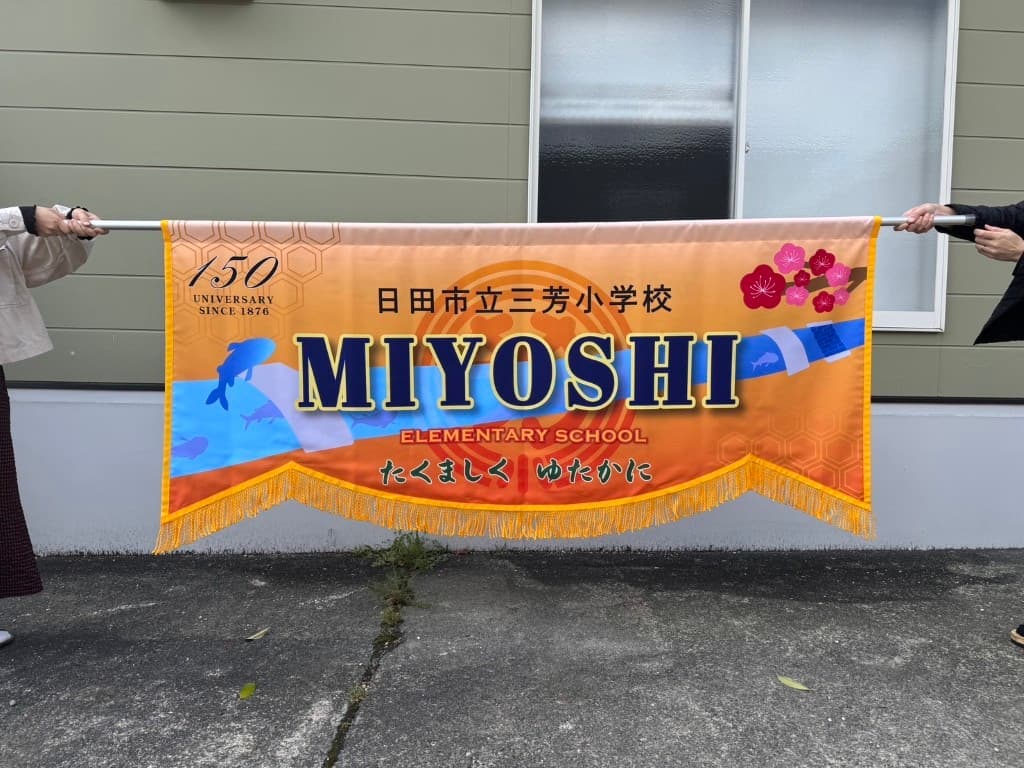 150
UNIVERSARY
SINCE 1876
日田市立三芳小学校
MIYOSHI
ELEMENTARY SCHOOL
たくましく ゆたかに